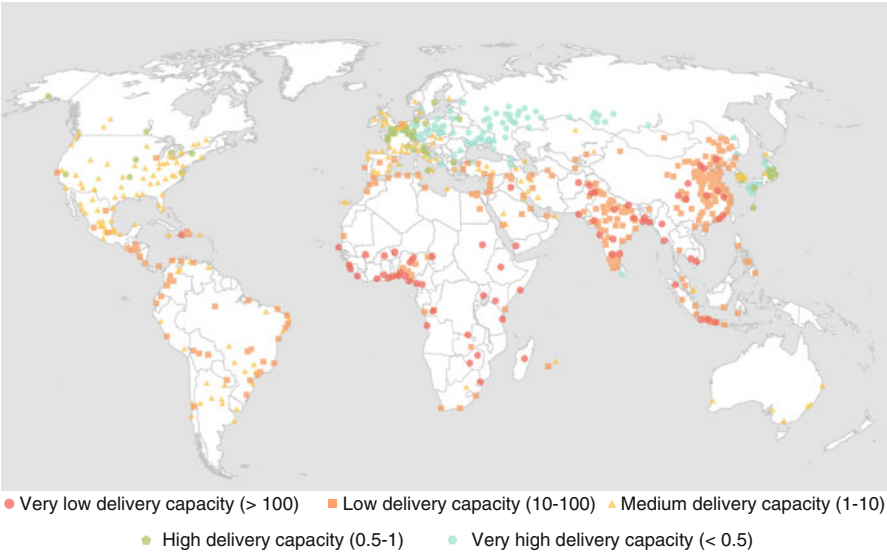 Very low delivery capacity (> 100) Low delivery capacity (10-100) Medium delivery capacity (1-10)
High delivery capacity (0.5-1) Very high delivery capacity (< 0.5)